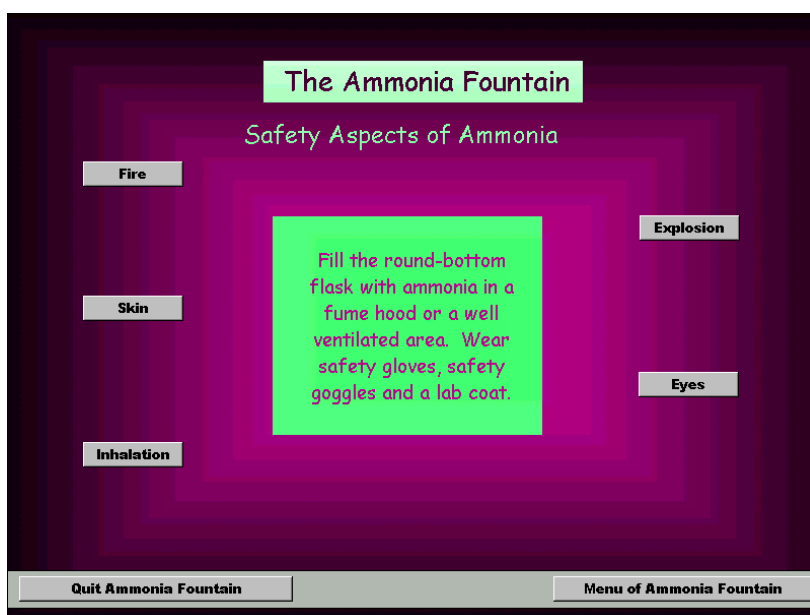 The Ammonia Fountain
Safety Aspects of Ammonia
Fire
Explosion
Fill the round-bottom
flask with ammonia in a
fume hood or a well
ventilated area. Wear
safety gloves, safety
goggles and a lab coat.
Skin
Eyes
Inhalation
Quit Ammonia Fountain
Menu of Ammonia Fountain